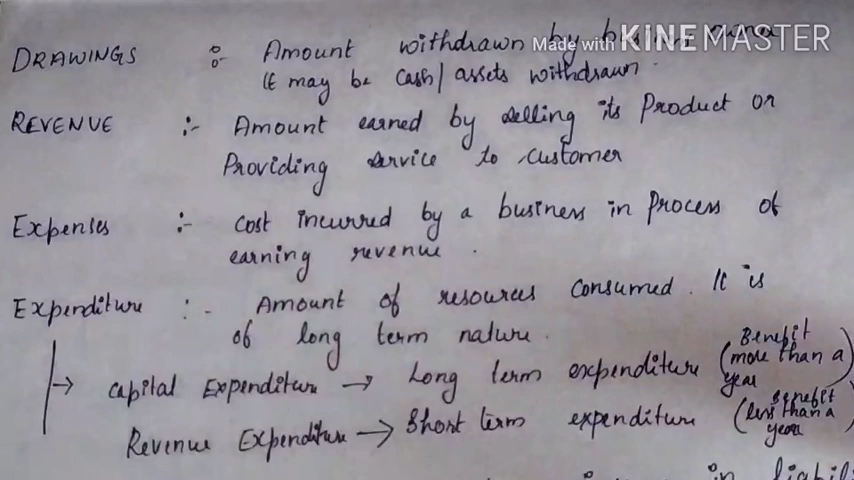 DRAWINGS :- Amount withdrawn by
Made with KINEMASTER
It may be cash/assets withdrawn.
REVENUE :- Amount earned by selling its Product or
Providing service to customer
Expenses :- cost incurred by a business in Process of
earning revenue.
Expenditure :- Amount of resources consumed. It is
of long term nature.
→ capital Expenditure → Long term expenditure (Benefit more than a year)
Revenue Expenditure → Short term expenditure (Benefit less than a year)
in liabili